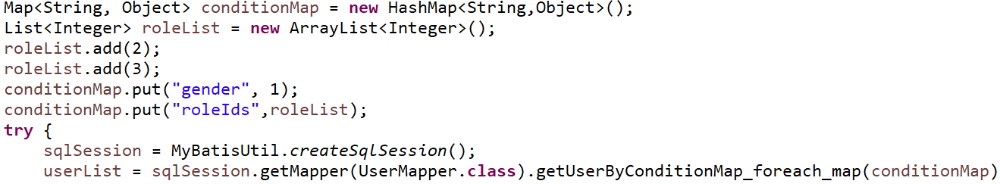 Map<String, Object> conditionMap = new HashMap<String,Object>();
List<Integer> roleList = new ArrayList<Integer>();
roleList.add(2);
roleList.add(3);
conditionMap.put("gender", 1);
conditionMap.put("roleIds",roleList);
try {
    sqlSession = MyBatisUtil.createSqlSession();
    userList = sqlSession.getMapper(UserMapper.class).getUserByConditionMap_foreach_map(conditionMap)